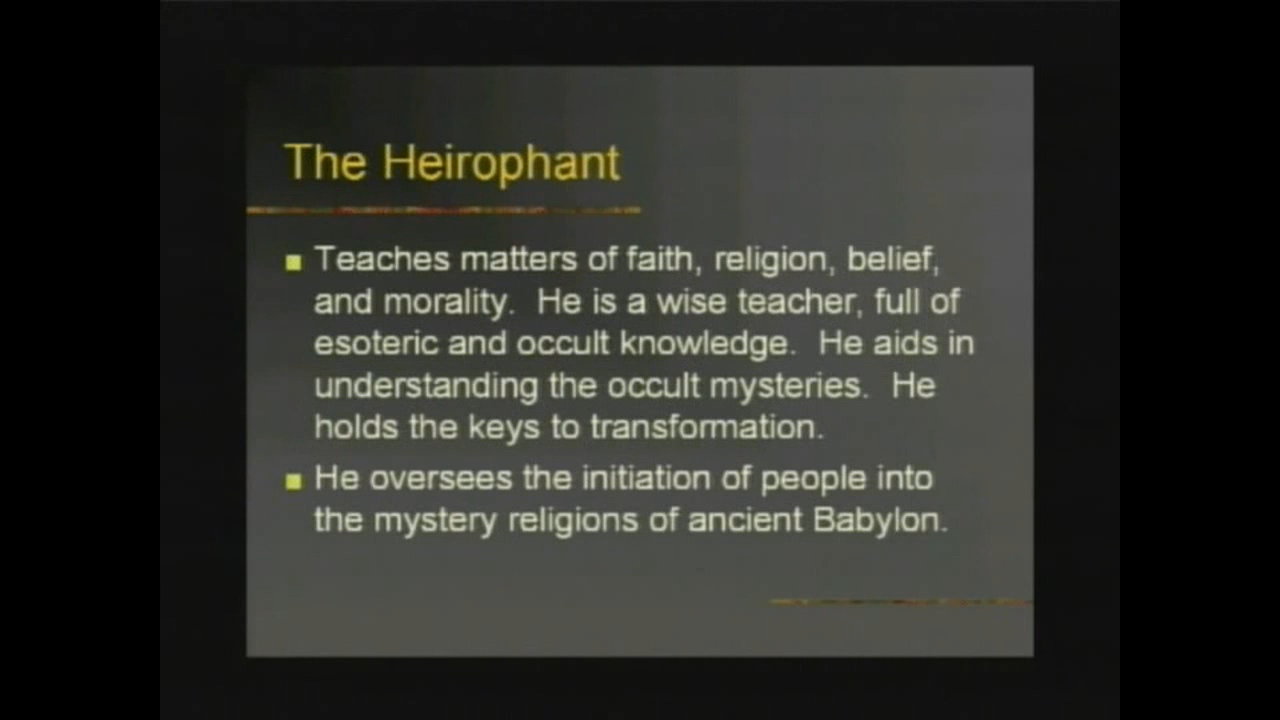 The Heirophant
Teaches matters of faith, religion, belief,
and morality.  He is a wise teacher, full of
esoteric and occult knowledge.  He aids in
understanding the occult mysteries.  He
holds the keys to transformation.
He oversees the initiation of people into
the mystery religions of ancient Babylon.